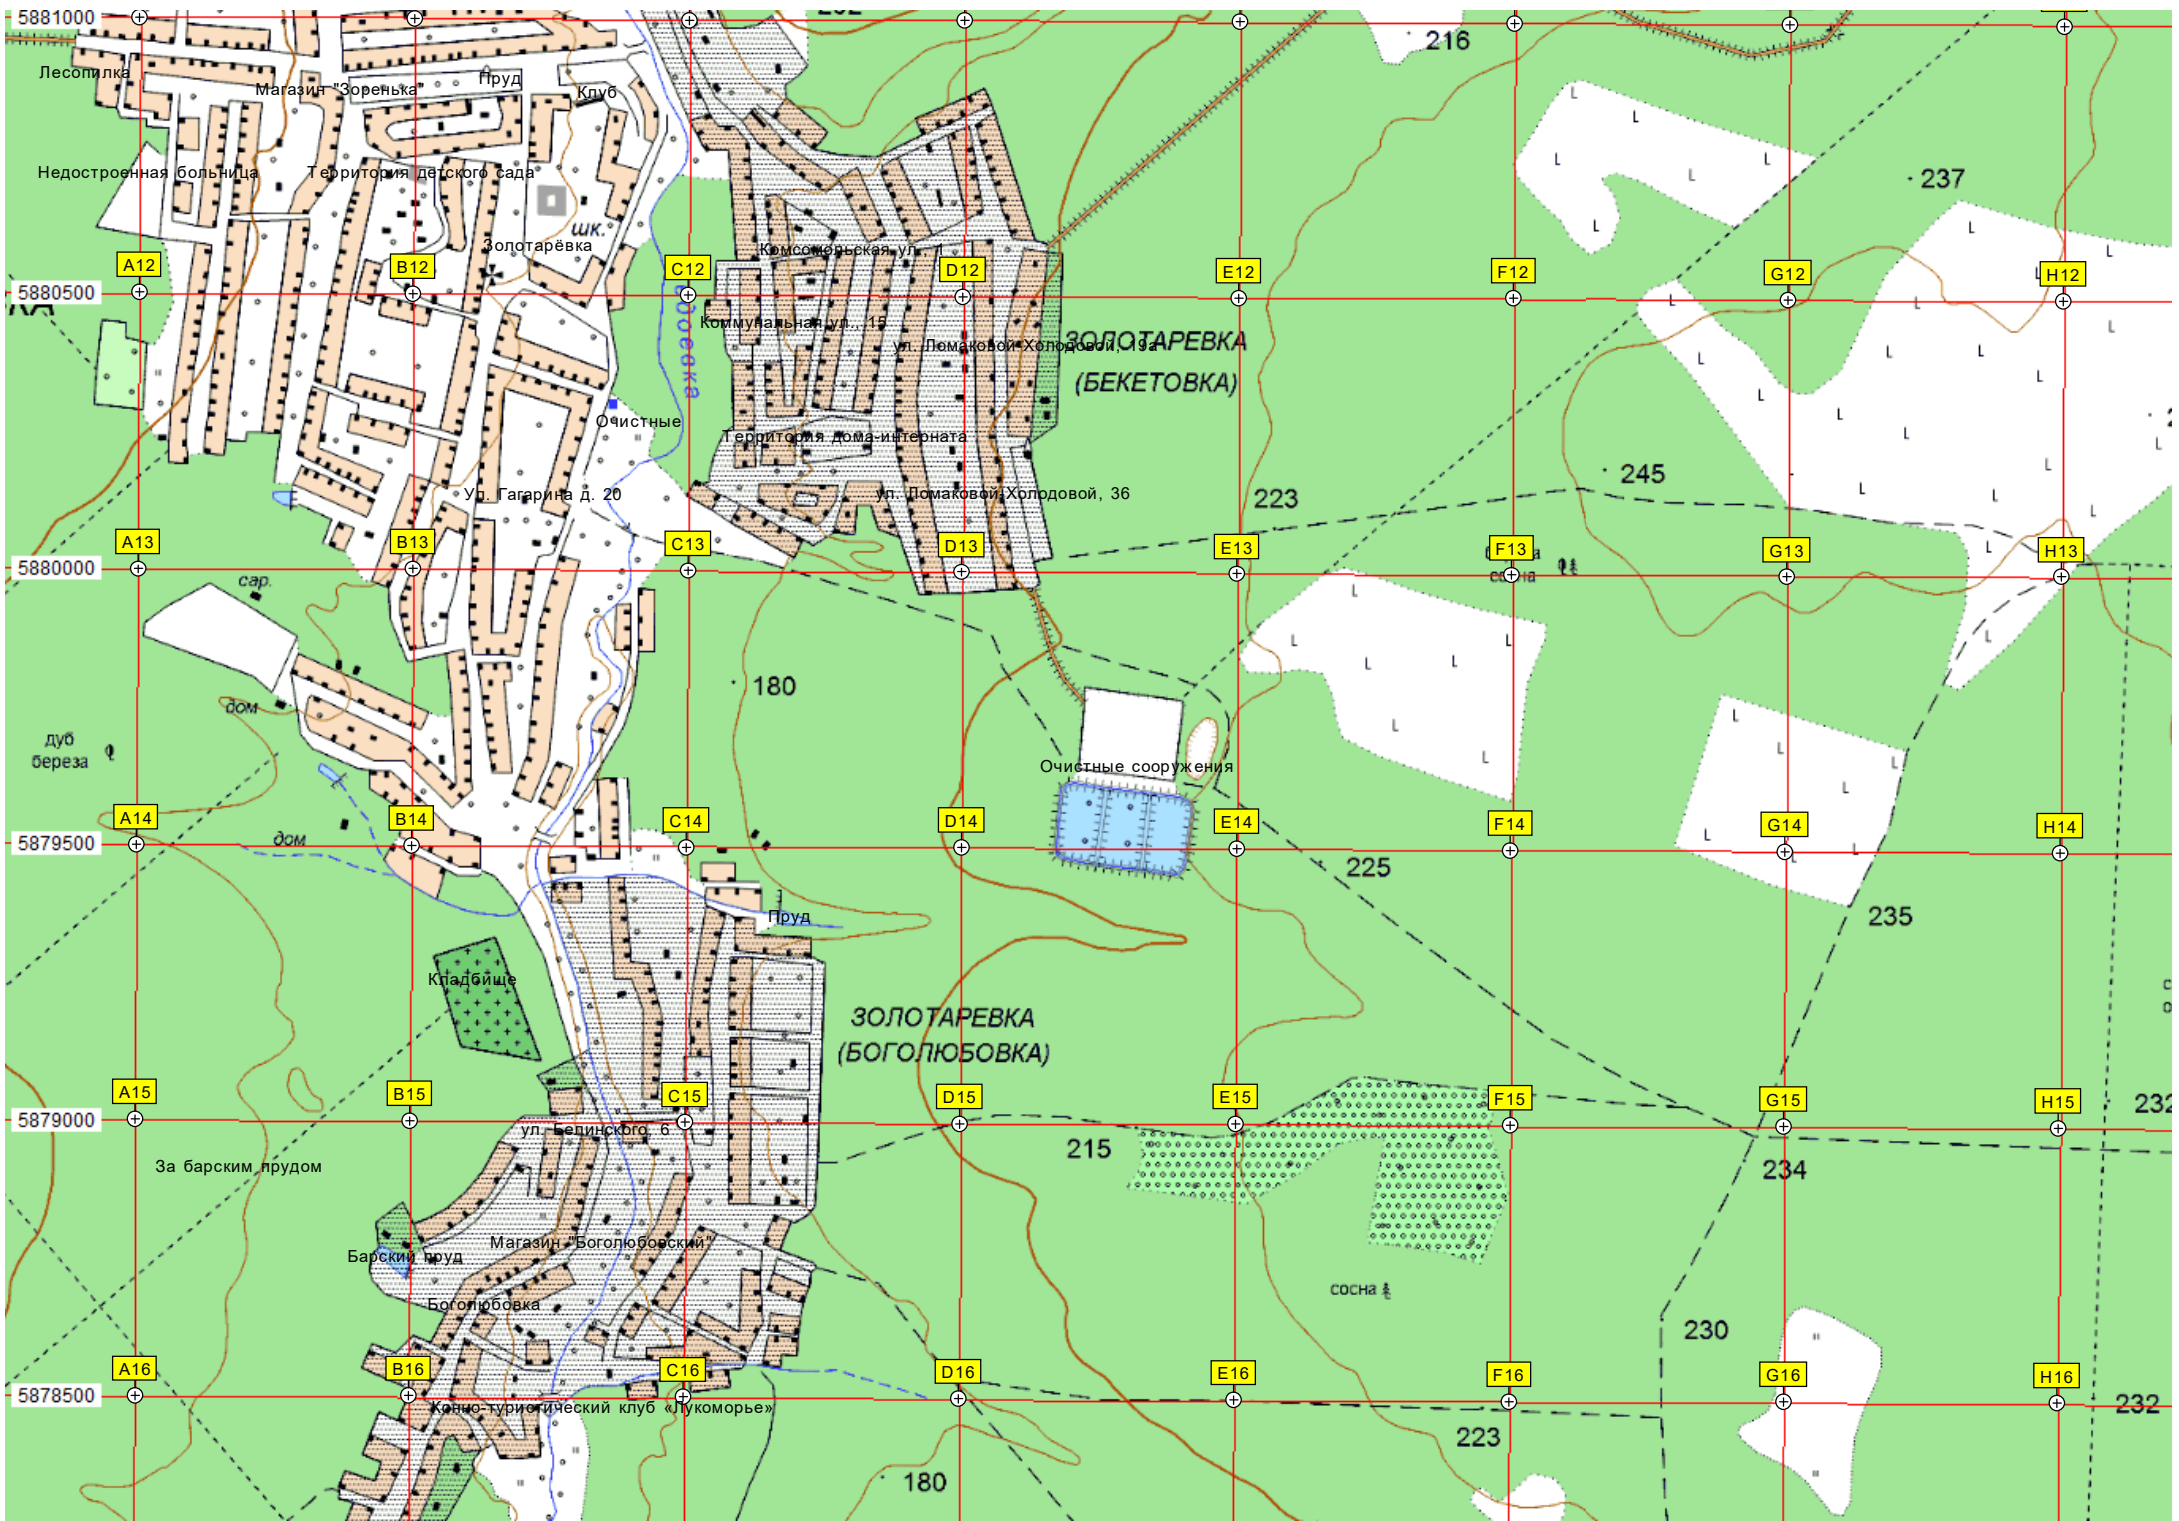 5881000
216
Лесопилка
Магазин "Зоренька"
Пруд
Клуб
Недостроенная больница
Территория детского сада
237
шк.
Золотарёвка
Комсомольская ул., 1
A12
B12
C12
D12
E12
F12
G12
H12
5880500
Коммунальная ул., 15
ул. Ломаковой-Холодовой, 19а
ЗОЛОТАРЕВКА
(БЕКЕТОВКА)
Очистные
Территория дома-интерната
245
Ул. Гагарина д. 20
ул. Ломаковой-Холодовой, 36
223
A13
B13
C13
D13
E13
F13
G13
H13
5880000
сар.
180
дом
дуб
береза
Очистные сооружения
A14
B14
C14
D14
E14
F14
G14
H14
5879500
дом
225
Пруд
235
Кладбище
ЗОЛОТАРЕВКА
(БОГОЛЮБОВКА)
A15
B15
C15
D15
E15
F15
G15
H15
232
5879000
ул. Белинского, 6
215
За барским прудом
234
Магазин "Боголюбовский"
Барский пруд
сосна
Боголюбовка
230
A16
B16
C16
D16
E16
F16
G16
H16
5878500
Конно-туристический клуб «Лукоморье»
232
223
180